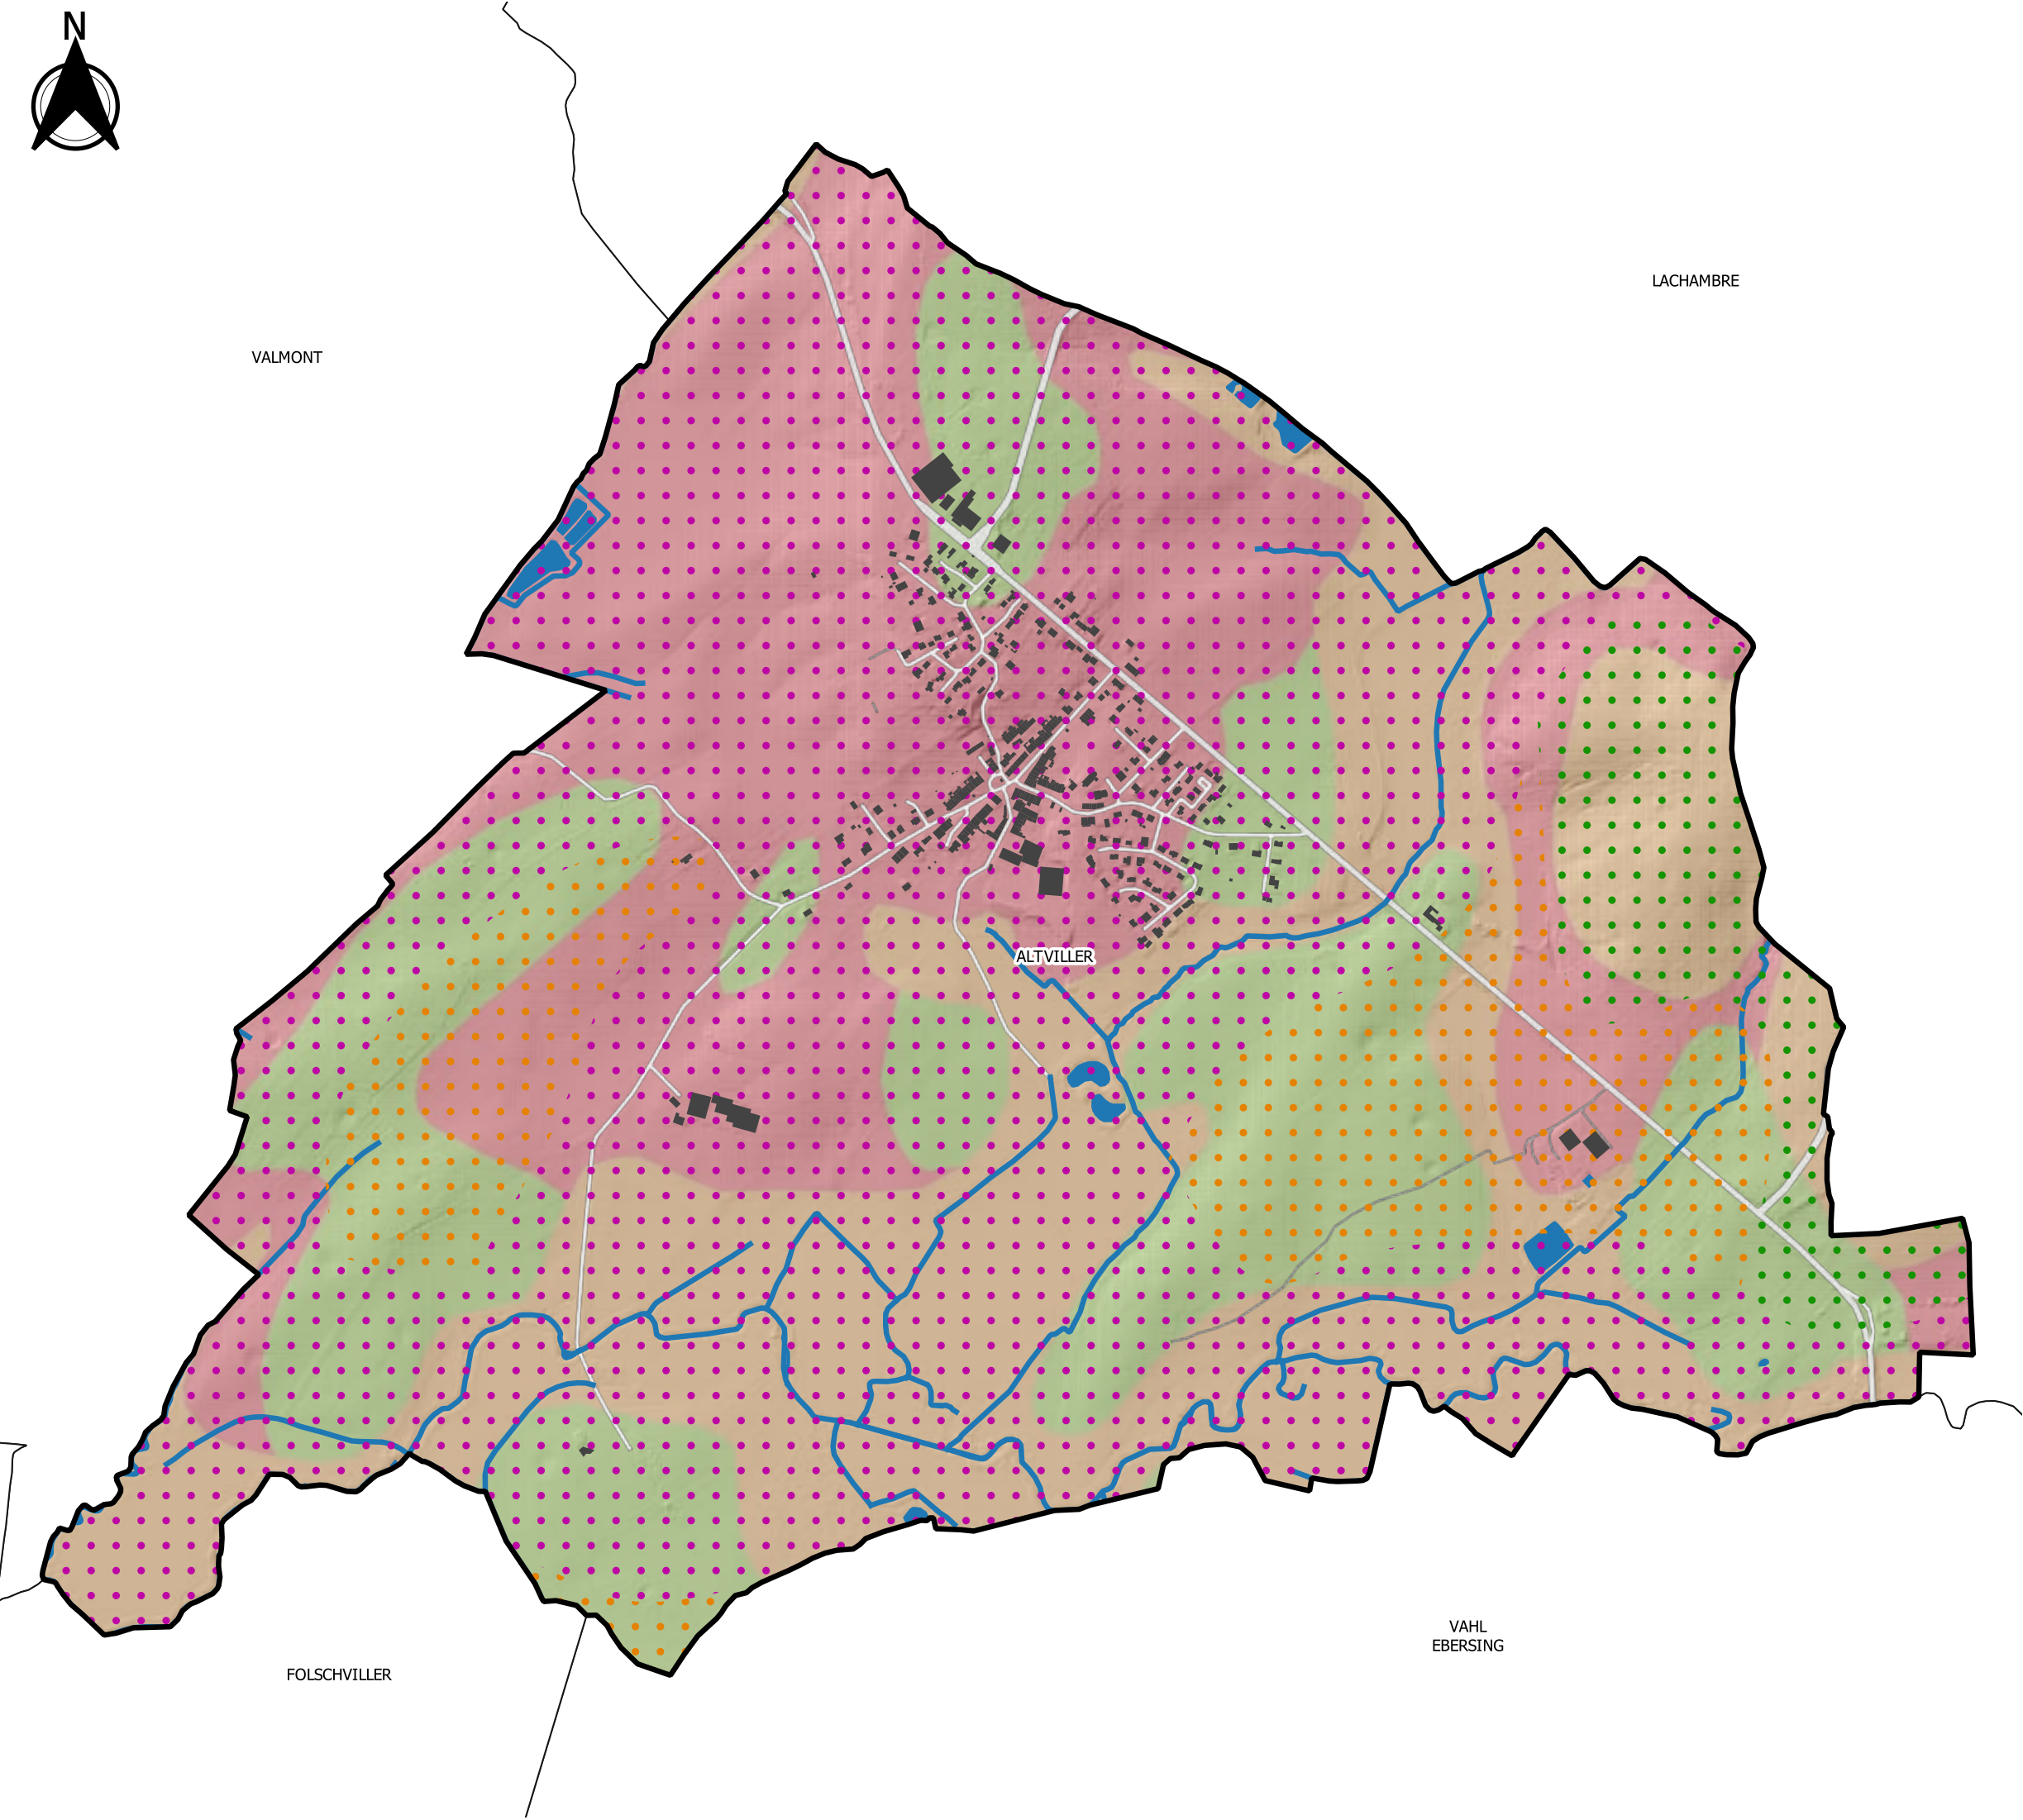 N
LACHAMBRE
VALMONT
ALTVILLER
VAHL
EBERSING
FOLSCHVILLER